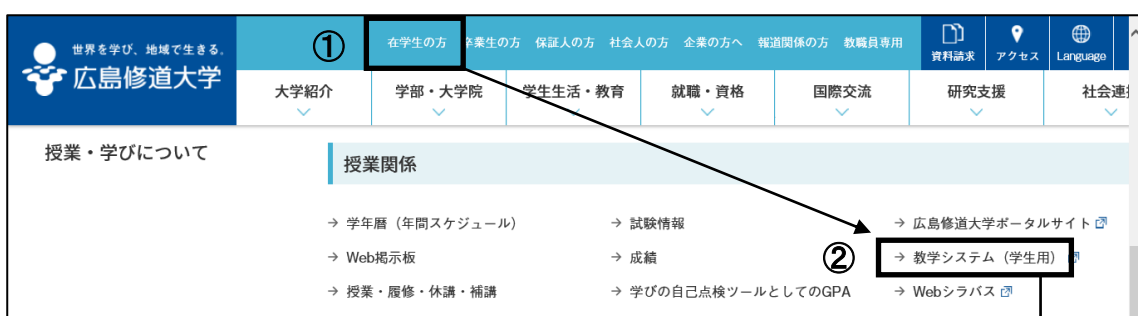 ① 在学生の方 卒業生の方 保証人の方 社会人の方 企業の方へ 報道関係の方 教職員専用
世界を学び、地域で生きる。
広島修道大学
資料請求 アクセス Language
大学紹介 学部・大学院 学生生活・教育 就職・資格 国際交流 研究支援 社会連
授業・学びについて
授業関係
→ 学年暦（年間スケジュール） → 試験情報 → 広島修道大学ポータルサイト
→ Web掲示板 → 成績 ② → 教学システム（学生用）
→ 授業・履修・休講・補講 → 学びの自己点検ツールとしてのGPA → Webシラバス